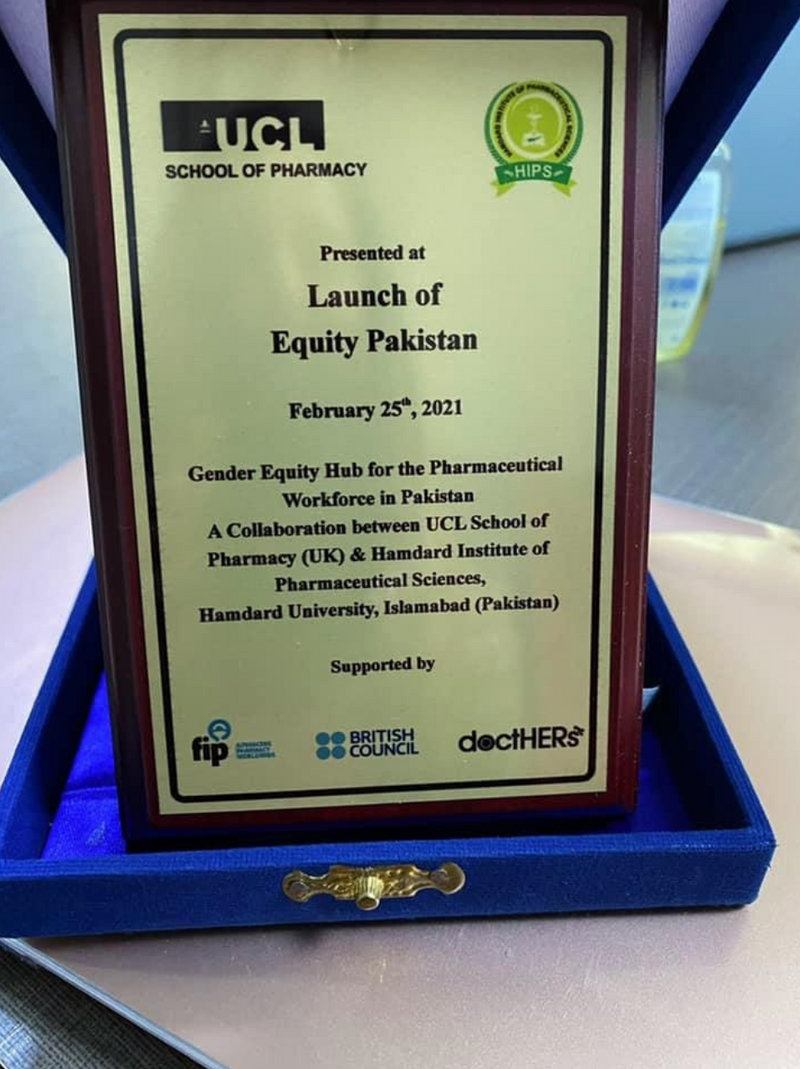 UCL
SCHOOL OF PHARMACY
HAMDARD INSTITUTE OF PHARMACEUTICAL SCIENCES
HIPS
Presented at
Launch of
Equity Pakistan
February 25th, 2021
Gender Equity Hub for the Pharmaceutical
Workforce in Pakistan
A Collaboration between UCL School of
Pharmacy (UK) & Hamdard Institute of
Pharmaceutical Sciences,
Hamdard University, Islamabad (Pakistan)
Supported by
fip
ADVANCING
PHARMACY
WORLDWIDE
BRITISH
COUNCIL
doctHERs